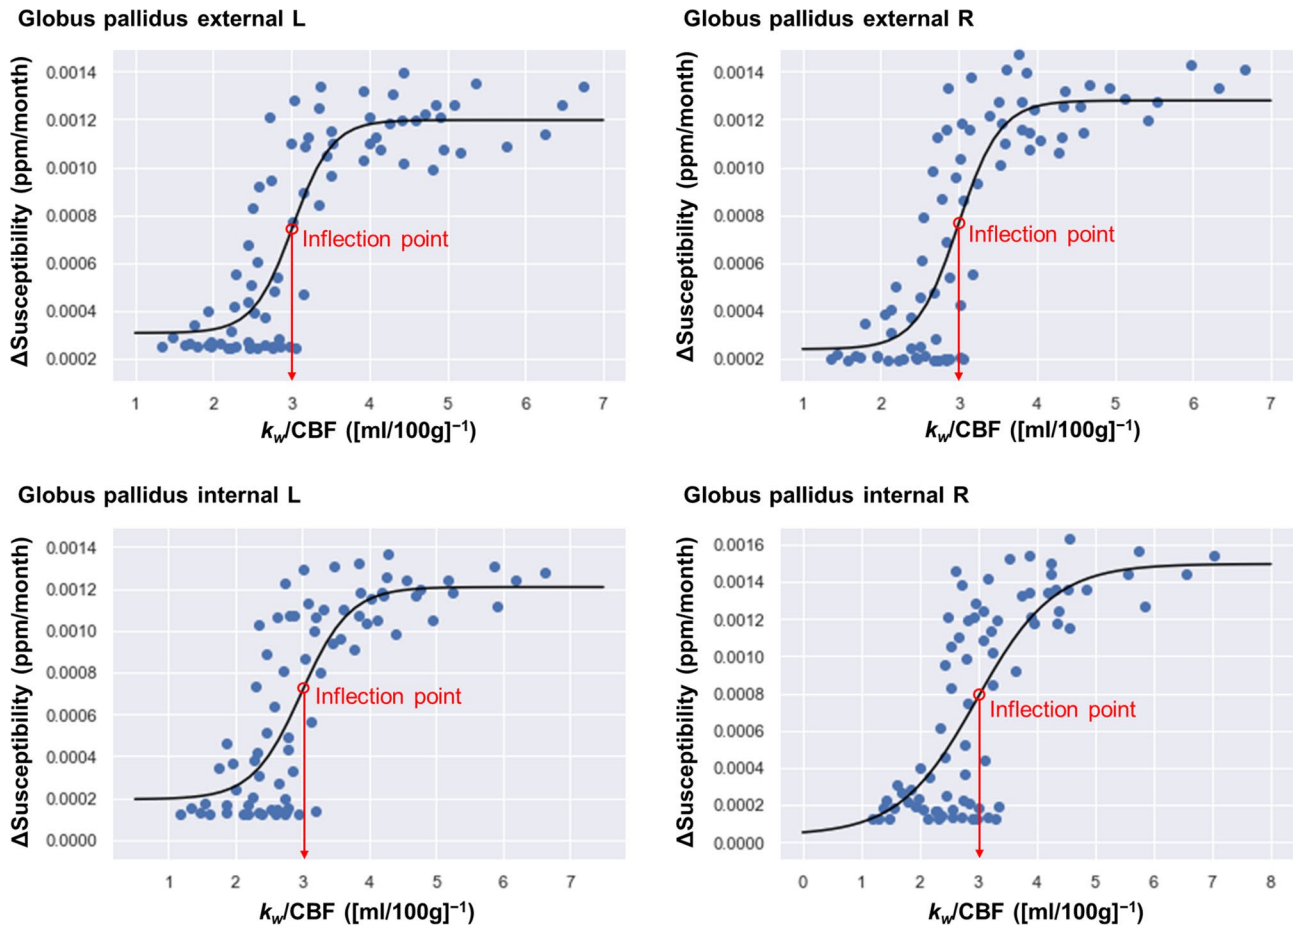 Globus pallidus external L
ΔSusceptibility (ppm/month)
0.0014
0.0012
0.0010
0.0008
0.0006
0.0004
0.0002
Inflection point
1 2 3 4 5 6 7
k_w/CBF ([ml/100g]⁻¹)
Globus pallidus external R
ΔSusceptibility (ppm/month)
0.0014
0.0012
0.0010
0.0008
0.0006
0.0004
0.0002
Inflection point
1 2 3 4 5 6 7
k_w/CBF ([ml/100g]⁻¹)
Globus pallidus internal L
ΔSusceptibility (ppm/month)
0.0014
0.0012
0.0010
0.0008
0.0006
0.0004
0.0002
0.0000
Inflection point
1 2 3 4 5 6 7
k_w/CBF ([ml/100g]⁻¹)
Globus pallidus internal R
ΔSusceptibility (ppm/month)
0.0016
0.0014
0.0012
0.0010
0.0008
0.0006
0.0004
0.0002
0.0000
Inflection point
0 1 2 3 4 5 6 7 8
k_w/CBF ([ml/100g]⁻¹)